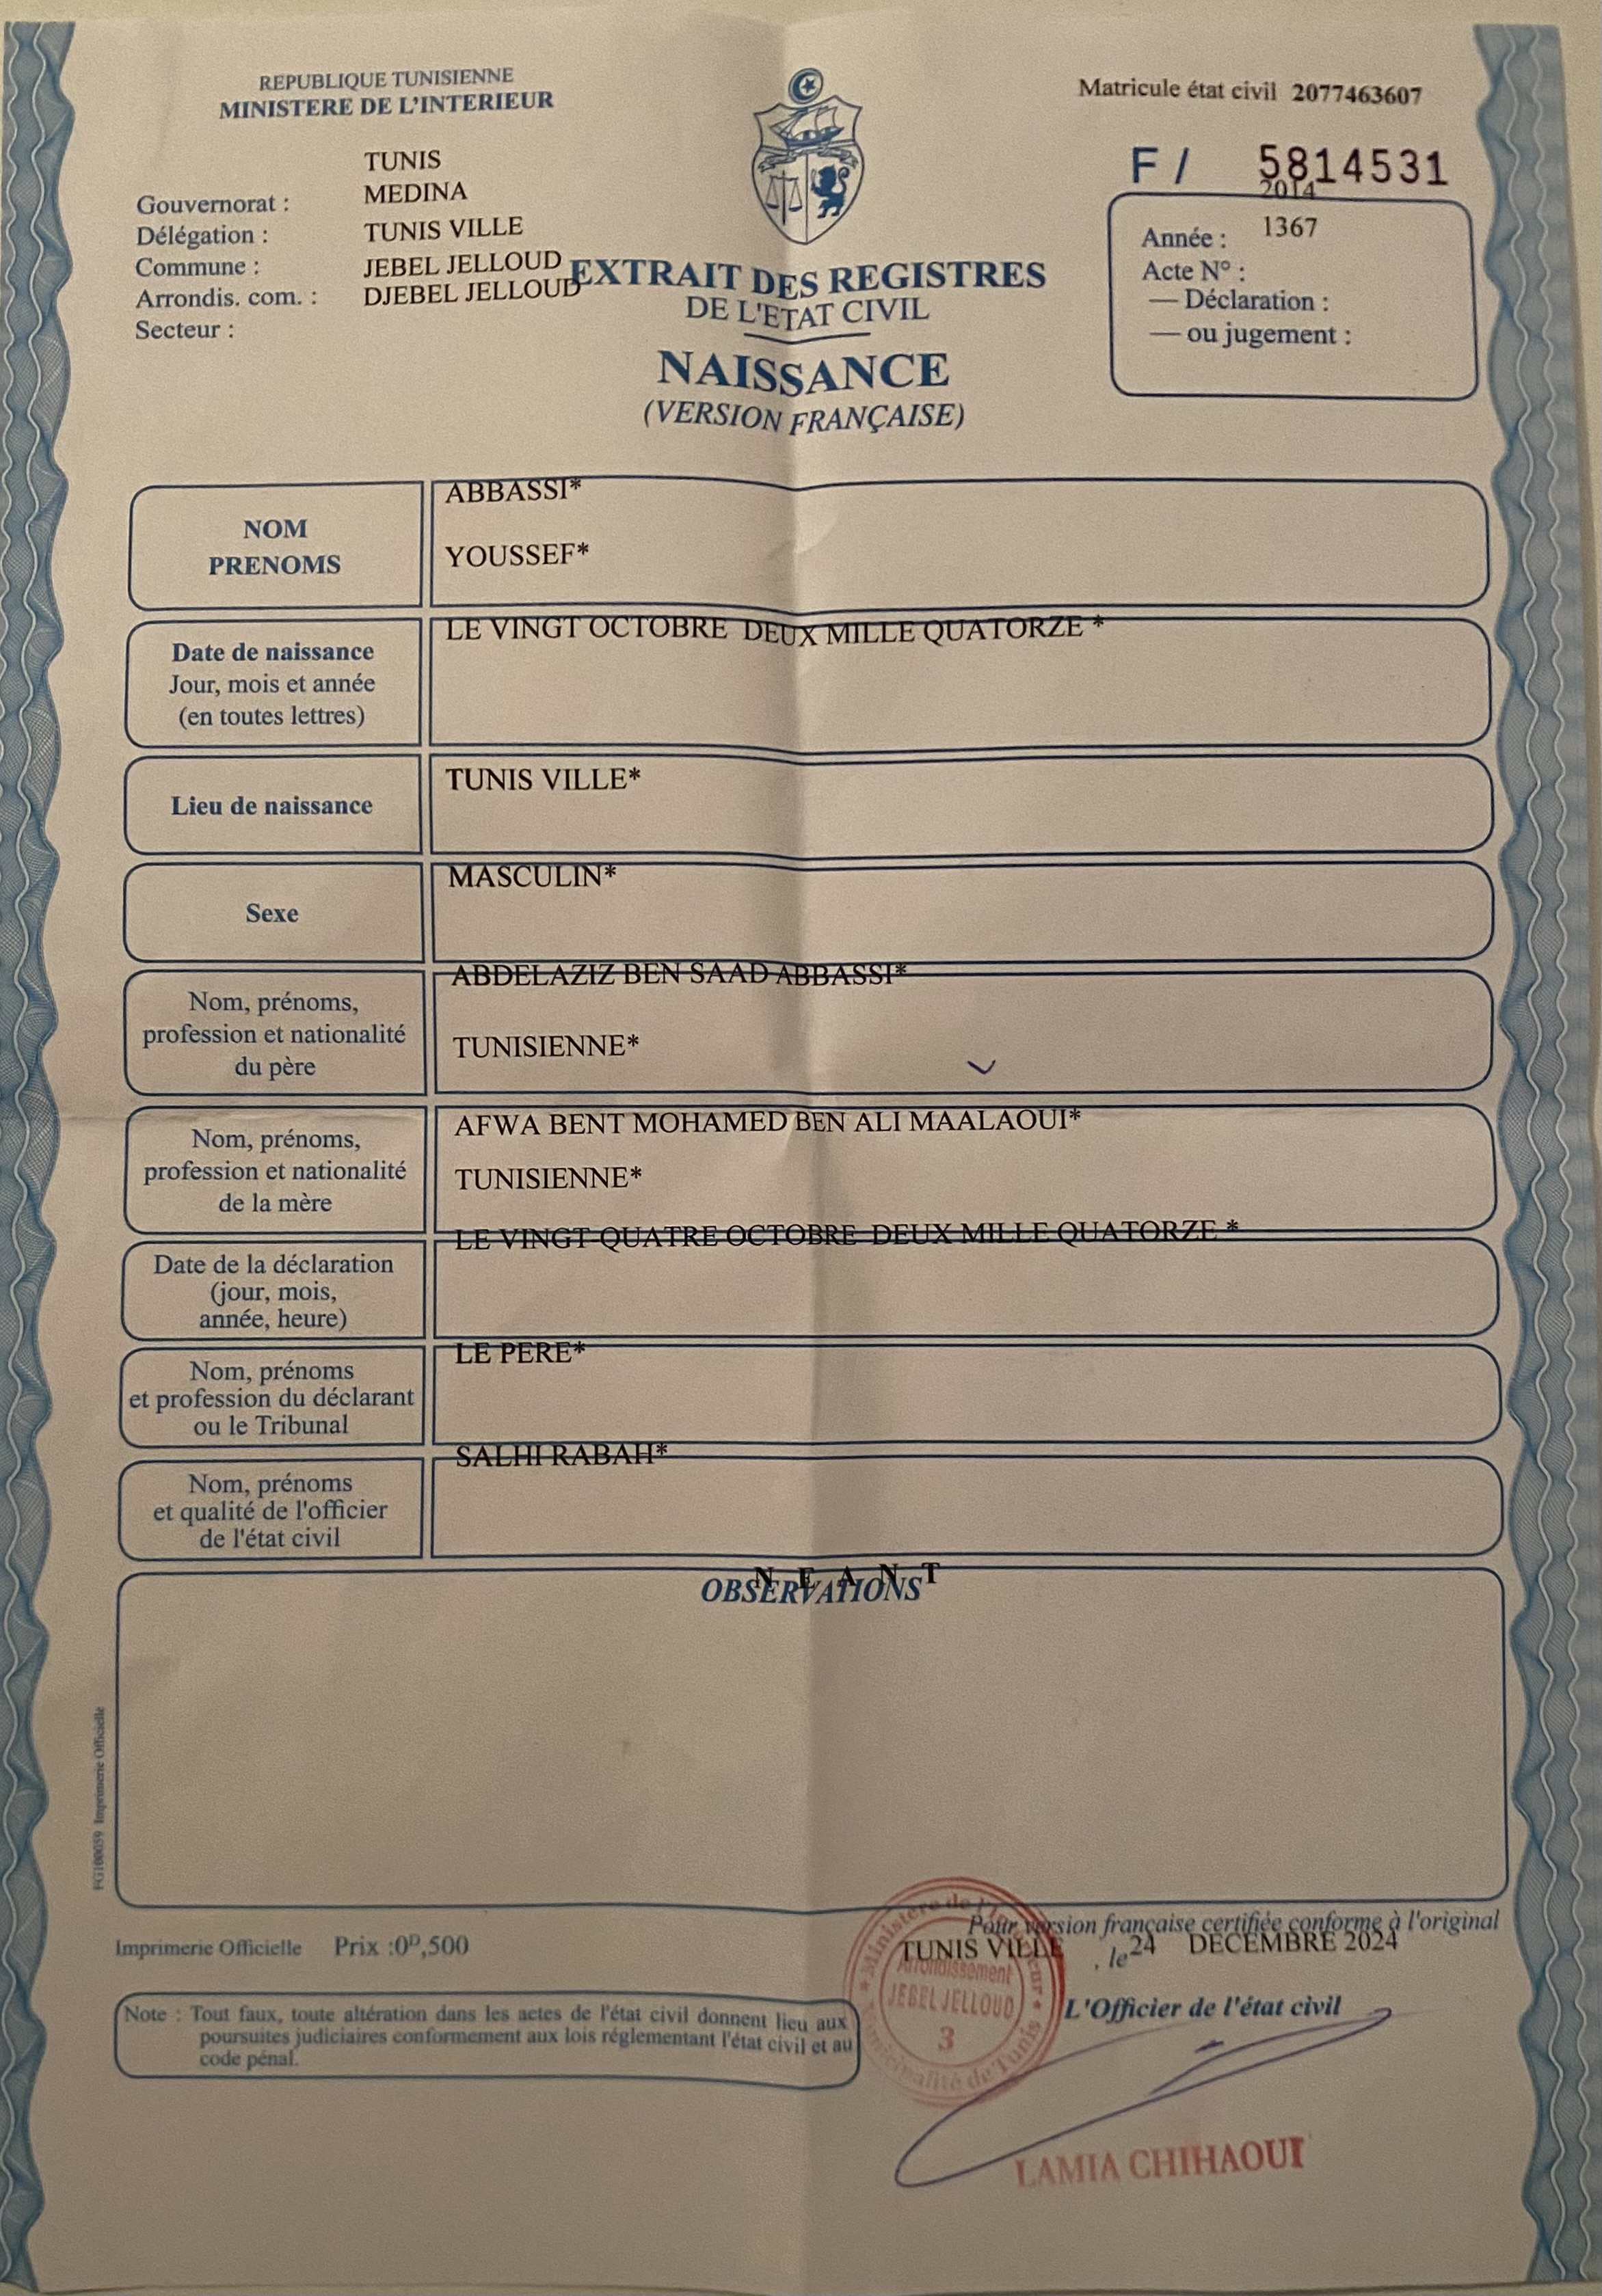 REPUBLIQUE TUNISIENNE
MINISTERE DE L'INTERIEUR
Matricule état civil 2077463607
F / 5814531
TUNIS
Gouvernorat : MEDINA
Délégation : TUNIS VILLE
Commune : JEBEL JELLOUD
Arrondis. com. : DJEBEL JELLOUD
Secteur :
2014
Année : 1367
Acte N° :
— Déclaration :
— ou jugement :
EXTRAIT DES REGISTRES
DE L'ETAT CIVIL
NAISSANCE
(VERSION FRANÇAISE)
NOM
PRENOMS
ABBASSI*
YOUSSEF*
Date de naissance
Jour, mois et année
(en toutes lettres)
LE VINGT OCTOBRE DEUX MILLE QUATORZE *
Lieu de naissance
TUNIS VILLE*
Sexe
MASCULIN*
Nom, prénoms,
profession et nationalité
du père
ABDELAZIZ BEN SAAD ABBASSI*
TUNISIENNE*
Nom, prénoms,
profession et nationalité
de la mère
AFWA BENT MOHAMED BEN ALI MAALAOUI*
TUNISIENNE*
Date de la déclaration
(jour, mois,
année, heure)
LE VINGT-QUATRE OCTOBRE DEUX MILLE QUATORZE *
Nom, prénoms
et profession du déclarant
ou le Tribunal
LE PERE*
Nom, prénoms
et qualité de l'officier
de l'état civil
SALHI RABAH*
N E A N T
OBSERVATIONS
FG100059 Imprimerie Officielle
Imprimerie Officielle Prix :0ᴰ,500
Pour version française certifiée conforme à l'original
TUNIS VILLE , le 24 DECEMBRE 2024
L'Officier de l'état civil
Note : Tout faux, toute altération dans les actes de l'état civil donnent lieu aux
poursuites judiciaires conformement aux lois réglementant l'état civil et au
code pénal.
Ministère de l'Interieur
Arrondissement
JEBEL JELLOUD
3
Municipalité de Tunis
LAMIA CHIHAOUI